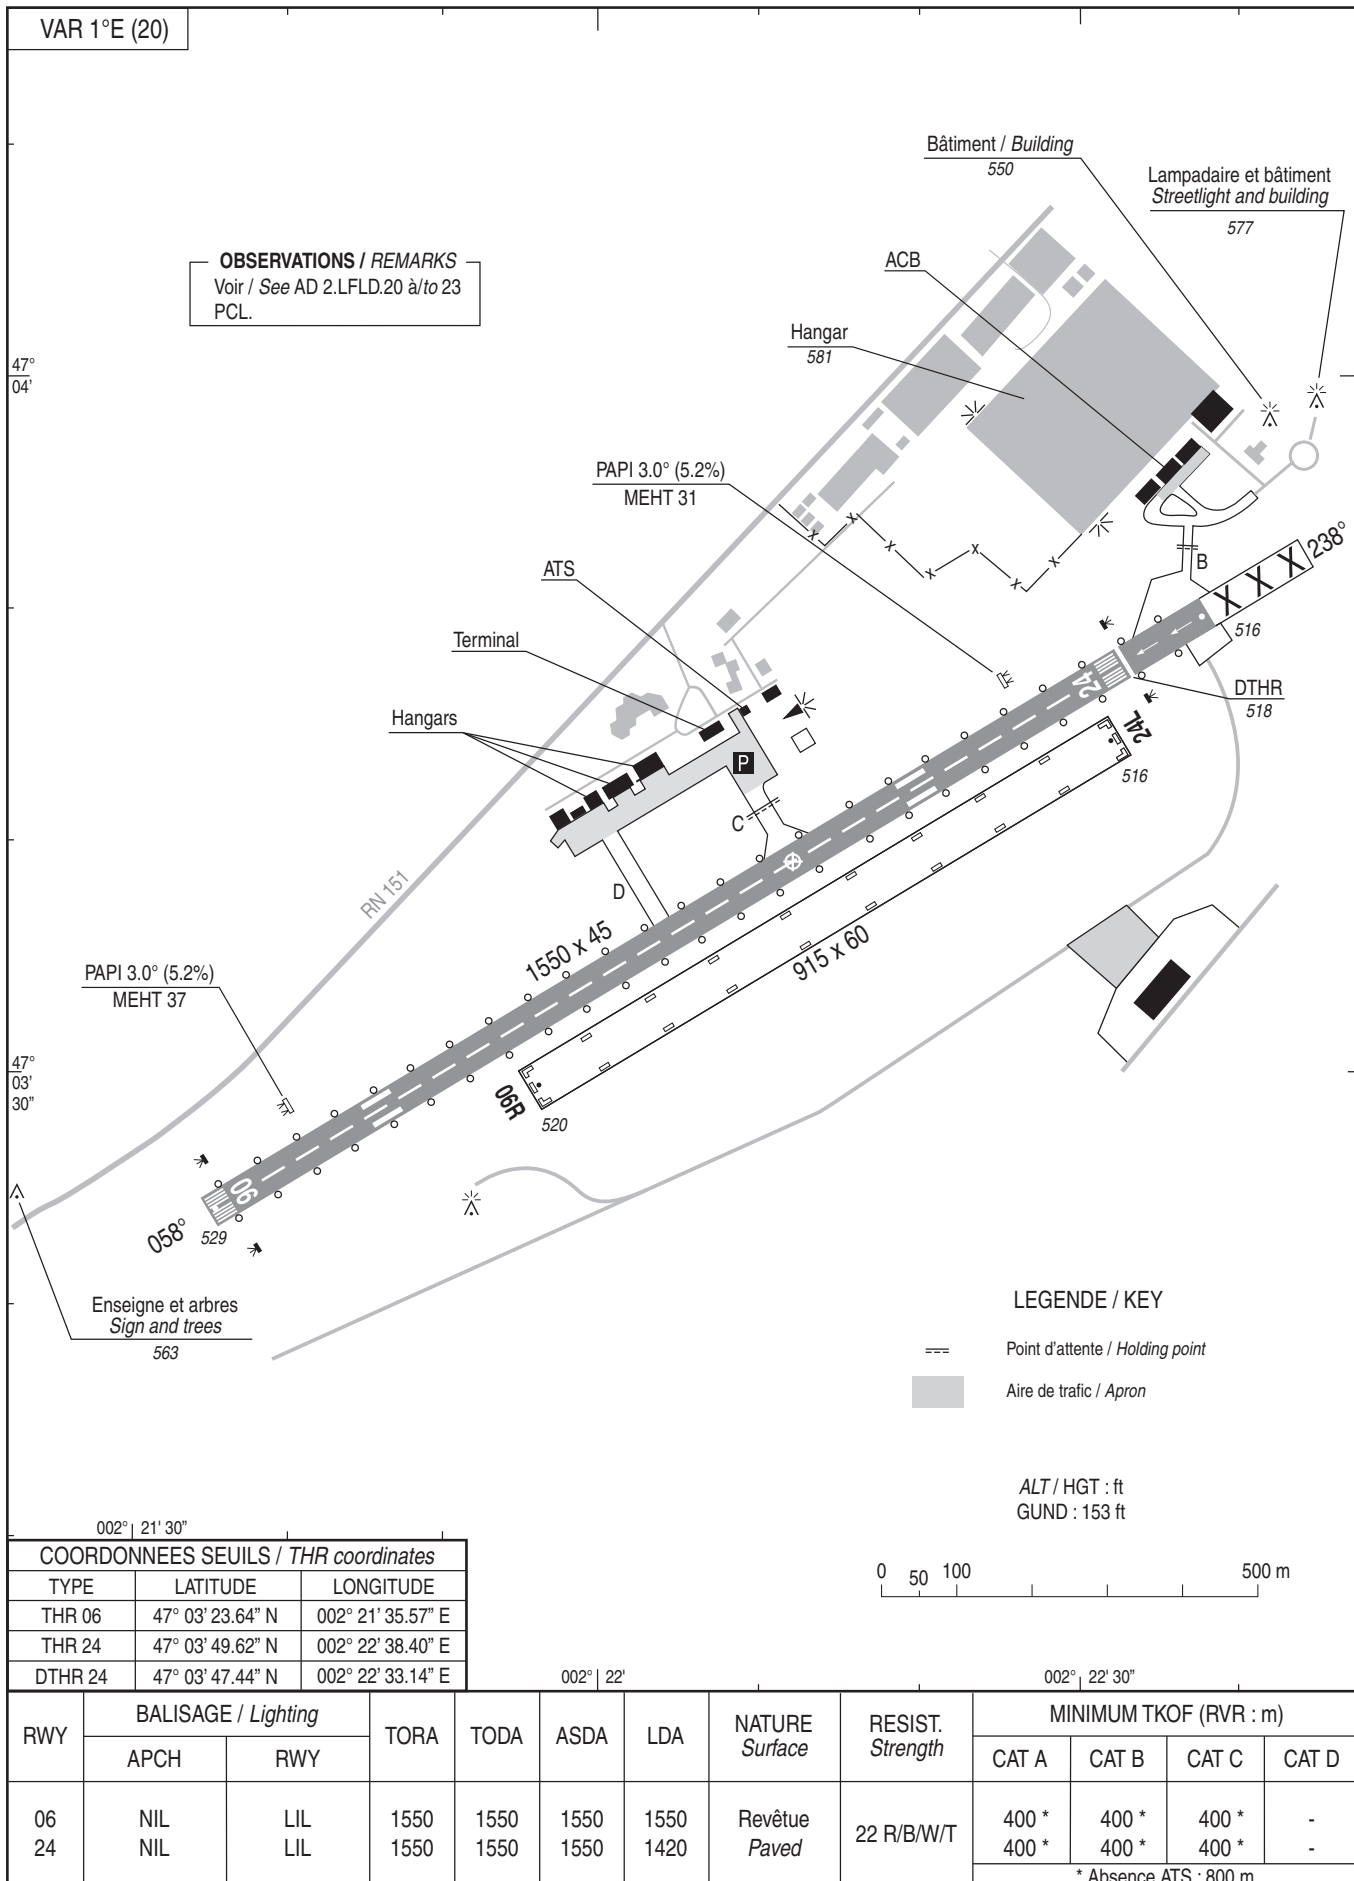 VAR 1°E (20)
Bâtiment / Building
550
Lampadaire et bâtiment
Streetlight and building
577
OBSERVATIONS / REMARKS
Voir / See AD 2.LFLD.20 à/to 23
PCL.
ACB
Hangar
581
47°
04'
PAPI 3.0° (5.2%)
MEHT 31
X X X X X X X
ATS
B
X X X
238°
516
Terminal
24
DTHR
518
Hangars
24L
516
P
C
D
RN 151
1550 x 45
915 x 60
PAPI 3.0° (5.2%)
MEHT 37
47°
03'
30"
06R
520
06
058°
529
Enseigne et arbres
Sign and trees
563
LEGENDE / KEY
Point d'attente / Holding point
Aire de trafic / Apron
ALT / HGT : ft
GUND : 153 ft
002° 21' 30"
0 50 100 500 m
COORDONNEES SEUILS / THR coordinates
TYPE LATITUDE LONGITUDE
THR 06 47° 03' 23.64" N 002° 21' 35.57" E
THR 24 47° 03' 49.62" N 002° 22' 38.40" E
DTHR 24 47° 03' 47.44" N 002° 22' 33.14" E
002° 22'
002° 22' 30"
RWY BALISAGE / Lighting TORA TODA ASDA LDA NATURE Surface RESIST. Strength MINIMUM TKOF (RVR : m)
APCH RWY CAT A CAT B CAT C CAT D
06 NIL LIL 1550 1550 1550 1550 Revêtue 22 R/B/W/T 400 * 400 * 400 * -
24 NIL LIL 1550 1550 1550 1420 Paved 400 * 400 * 400 * -
* Absence ATS : 800 m